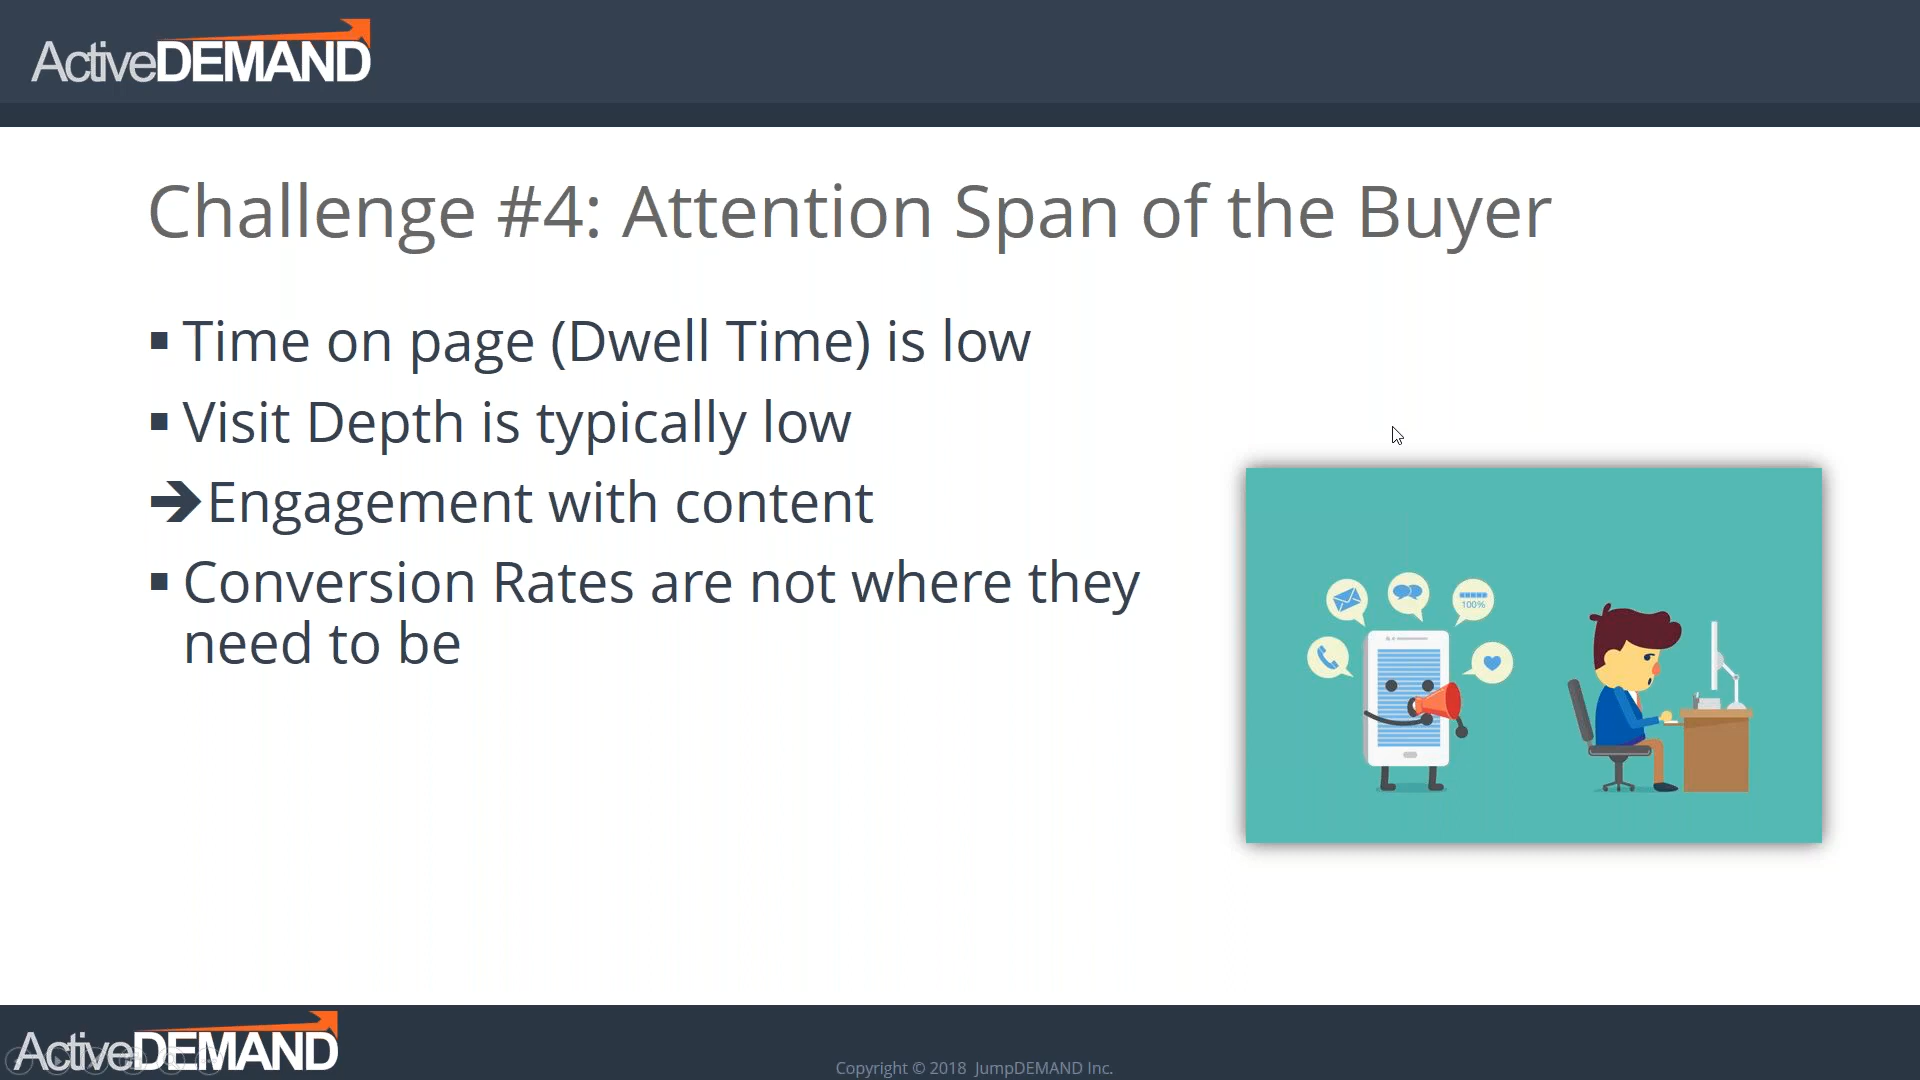 ActiveDEMAND
Challenge #4: Attention Span of the Buyer
▪ Time on page (Dwell Time) is low
▪ Visit Depth is typically low
➔Engagement with content
▪ Conversion Rates are not where they
need to be
100%
ActiveDEMAND
Copyright © 2018 JumpDEMAND Inc.